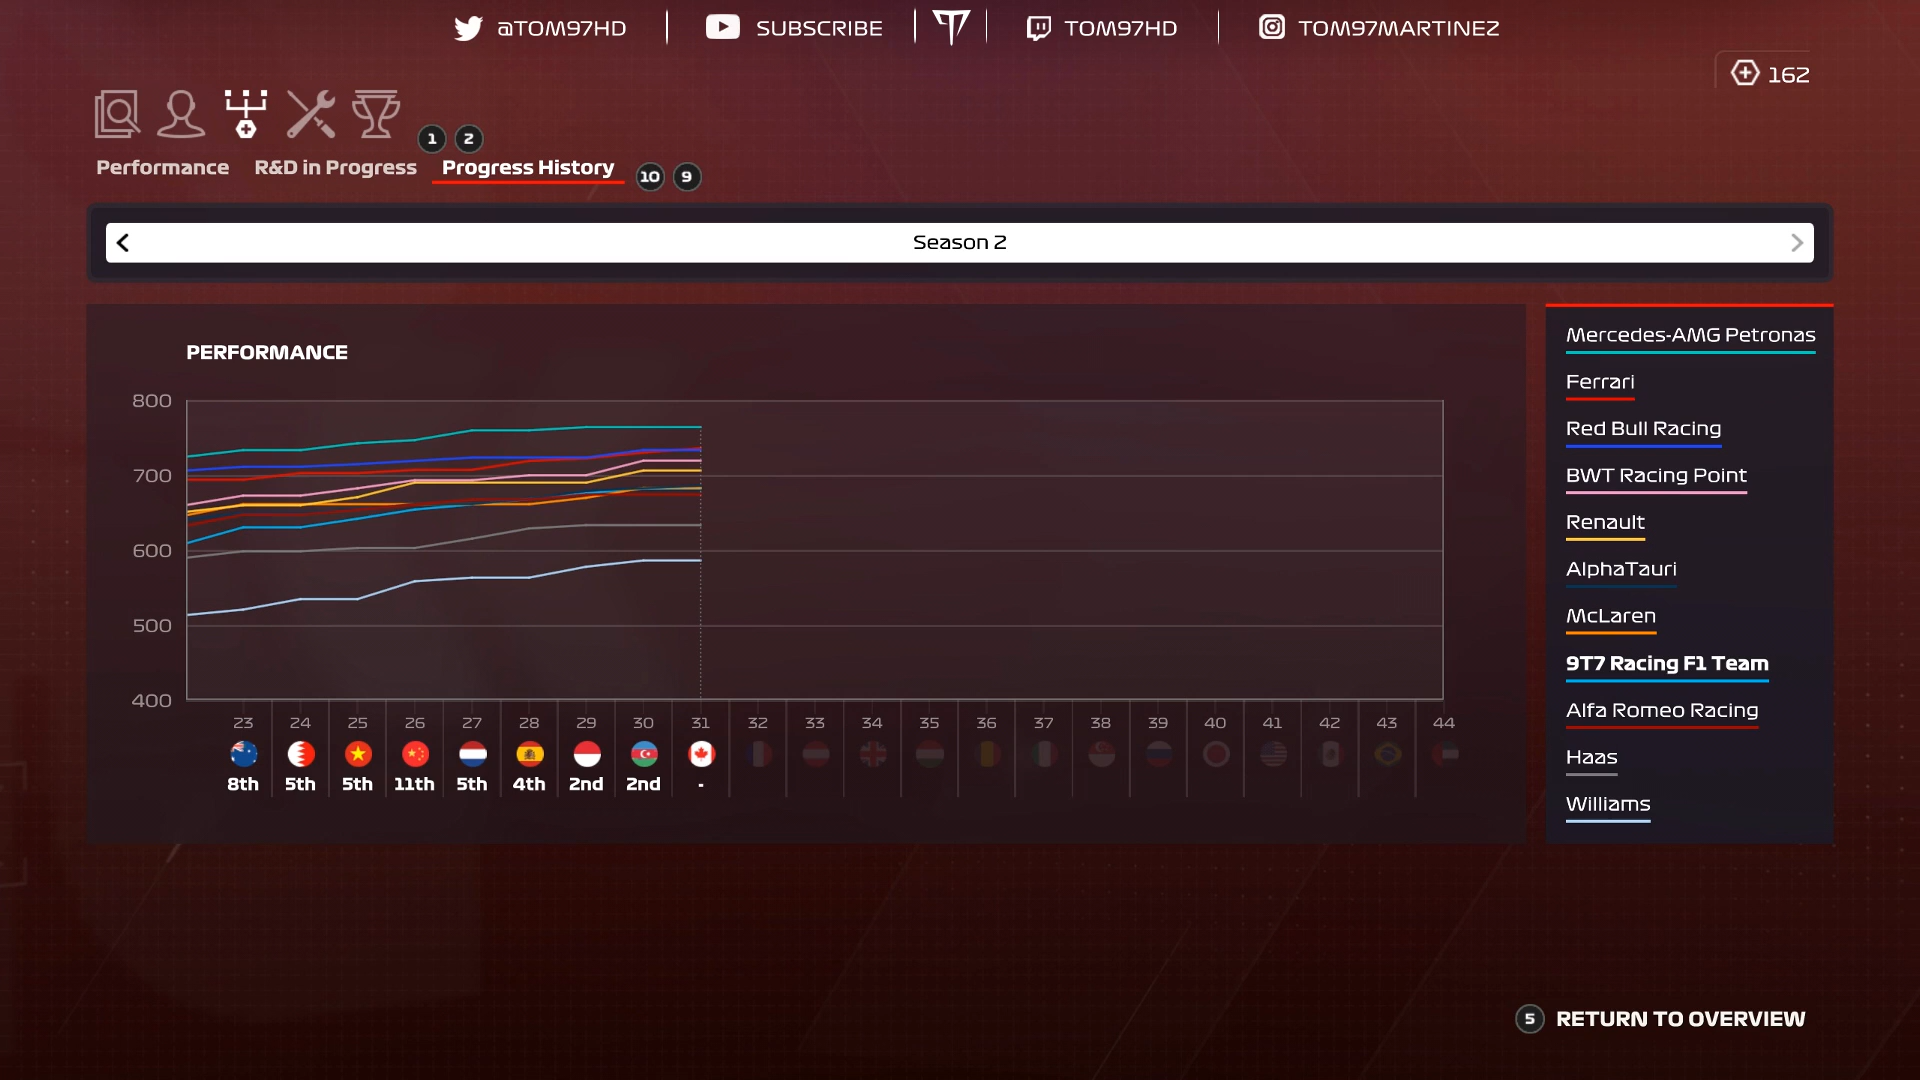 @TOM97HD SUBSCRIBE TOM97HD TOM97MARTINEZ
162
1 2
Performance R&D in Progress Progress History 10 9
Season 2
PERFORMANCE
800
700
600
500
400
23 24 25 26 27 28 29 30 31 32 33 34 35 36 37 38 39 40 41 42 43 44
8th 5th 5th 11th 5th 4th 2nd 2nd -
Mercedes-AMG Petronas
Ferrari
Red Bull Racing
BWT Racing Point
Renault
AlphaTauri
McLaren
9T7 Racing F1 Team
Alfa Romeo Racing
Haas
Williams
5 RETURN TO OVERVIEW